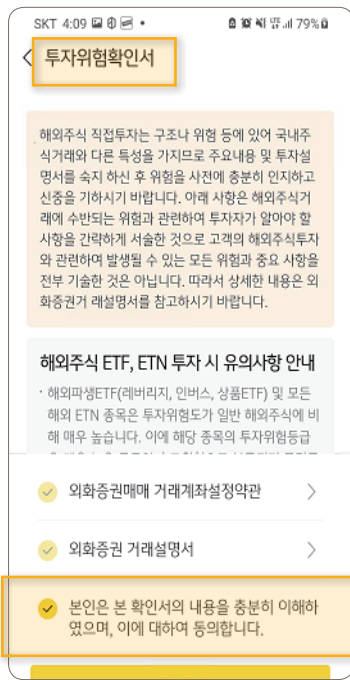 SKT 4:09
79%
투자위험확인서
해외주식 직접투자는 구조나 위험 등에 있어 국내주
식거래와 다른 특성을 가지므로 주요내용 및 투자설
명서를 숙지 하신 후 위험을 사전에 충분히 인지하고
신중을 기하시기 바랍니다. 아래 사항은 해외주식거
래에 수반되는 위험과 관련하여 투자자가 알아야 할
사항을 간략하게 서술한 것으로 고객의 해외주식투자
와 관련하여 발생될 수 있는 모든 위험과 중요 사항을
전부 기술한 것은 아닙니다. 따라서 상세한 내용은 외
화증권거 래설명서를 참고하시기 바랍니다.
해외주식 ETF, ETN 투자 시 유의사항 안내
· 해외파생ETF(레버리지, 인버스, 상품ETF) 및 모든
해외 ETN 종목은 투자위험도가 일반 해외주식에 비
해 매우 높습니다. 이에 해당 종목의 투자위험등급
외화증권매매 거래계좌설정약관
외화증권 거래설명서
본인은 본 확인서의 내용을 충분히 이해하
였으며, 이에 대하여 동의합니다.